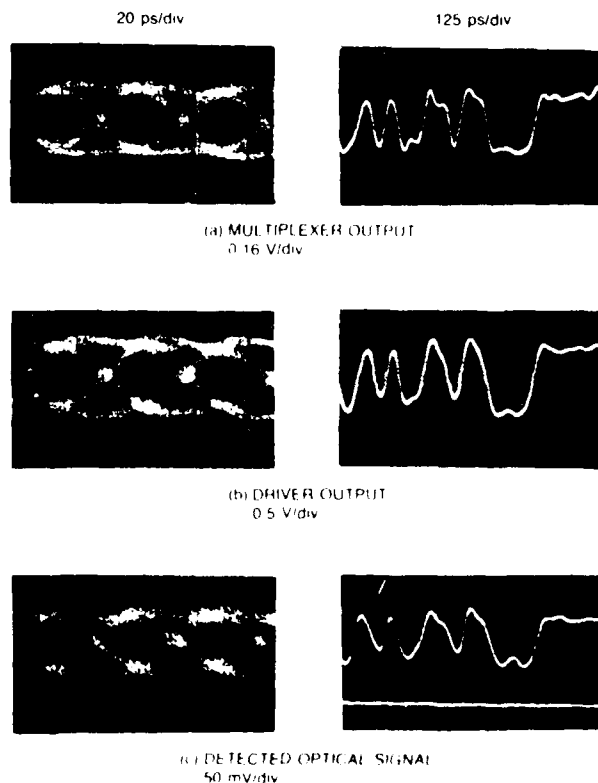 20 ps/div
125 ps/div
(a) MULTIPLEXER OUTPUT
0.16 V/div
(b) DRIVER OUTPUT
0.5 V/div
(c) DETECTED OPTICAL SIGNAL
50 mV/div